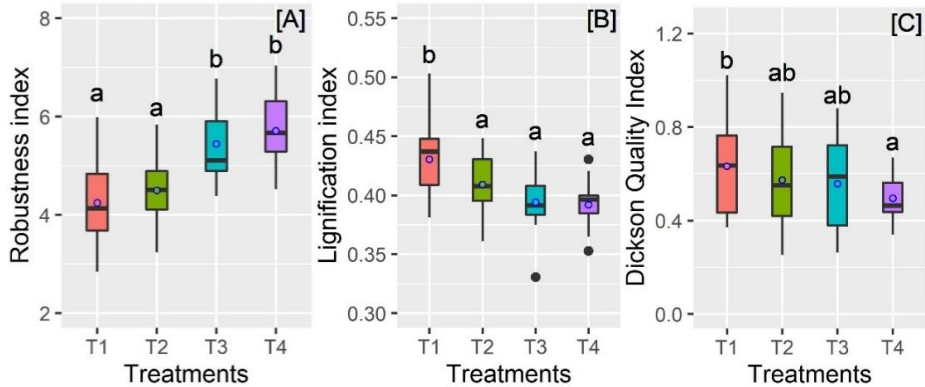 [A]
Robustness index
8
6
4
2
a
a
b
b
T1
T2
T3
T4
Treatments
[B]
Lignification index
0.55
0.50
0.45
0.40
0.35
0.30
b
a
a
a
T1
T2
T3
T4
Treatments
[C]
Dickson Quality Index
1.2
0.8
0.4
0.0
b
ab
ab
a
T1
T2
T3
T4
Treatments